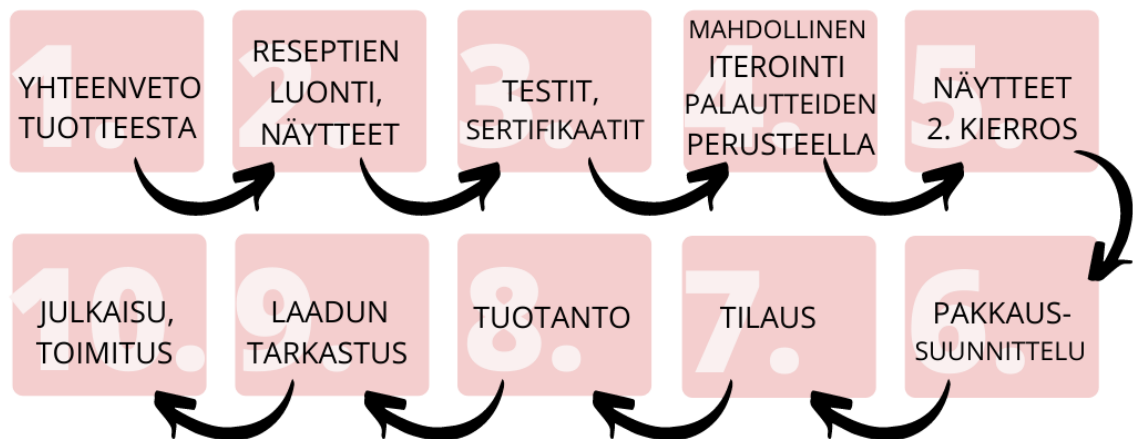 1.
YHTEENVETO
TUOTTEESTA
2.
RESEPTIEN
LUONTI,
NÄYTTEET
3.
TESTIT,
SERTIFIKAATIT
4.
MAHDOLLINEN
ITEROINTI
PALAUTTEIDEN
PERUSTEELLA
5.
NÄYTTEET
2. KIERROS
6.
PAKKAUS-
SUUNNITTELU
7.
TILAUS
8.
TUOTANTO
9.
LAADUN
TARKASTUS
10.
JULKAISU,
TOIMITUS